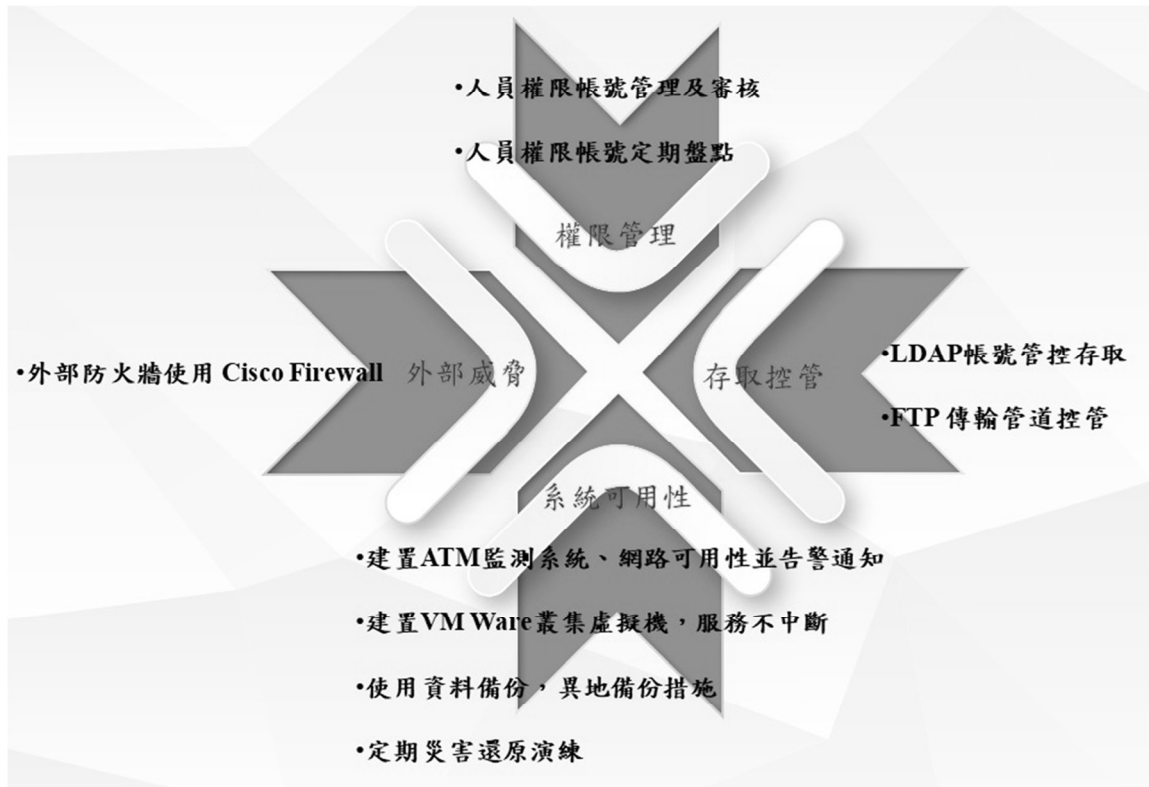 •人員權限帳號管理及審核
•人員權限帳號定期盤點
權限管理
•外部防火牆使用 Cisco Firewall
外部威脅
存取控管
•LDAP帳號管控存取
•FTP 傳輸管道控管
系統可用性
•建置ATM監測系統、網路可用性並告警通知
•建置VM Ware叢集虛擬機，服務不中斷
•使用資料備份，異地備份措施
•定期災害還原演練